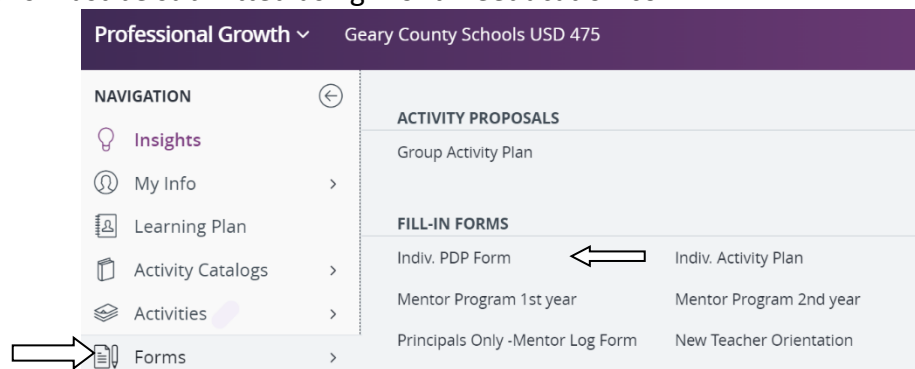 Professional Growth Geary County Schools USD 475
NAVIGATION
Insights
My Info
Learning Plan
Activity Catalogs
Activities
Forms
ACTIVITY PROPOSALS
Group Activity Plan
FILL-IN FORMS
Indiv. PDP Form Indiv. Activity Plan
Mentor Program 1st year Mentor Program 2nd year
Principals Only -Mentor Log Form New Teacher Orientation